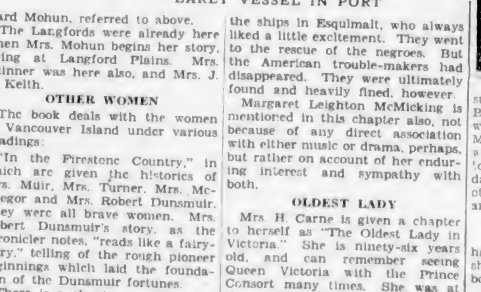 EARLY VESSEL IN PORT
ard Mohun, referred to above.
The Langfords were already here
hen Mrs. Mohun begins her story,
ing at Langford Plains. Mrs.
inner was here also, and Mrs. J.
Keith.
OTHER WOMEN
The book deals with the women
Vancouver Island under various
adings:
"In the Firestone Country," in
hich are given the histories of
rs. Muir, Mrs. Turner, Mrs. Mc-
egor and Mrs. Robert Dunsmuir.
ey were all brave women. Mrs.
bert Dunsmuir's story, as the
ronicler notes, "reads like a fairy-
ry," telling of the rough pioneer
ginnings which laid the founda-
n of the Dunsmuir fortunes.
the ships in Esquimalt, who always
liked a little excitement. They went
to the rescue of the negroes. But
the American trouble-makers had
disappeared. They were ultimately
found and heavily fined, however.
Margaret Leighton McMicking is
mentioned in this chapter also, not
because of any direct association
with either music or drama, perhaps,
but rather on account of her endur-
ing interest and sympathy with
both.
OLDEST LADY
Mrs. H. Carne is given a chapter
to herself as "The Oldest Lady in
Victoria." She is ninety-six years
old, and can remember seeing
Queen Victoria with the Prince
Consort many times. She was at